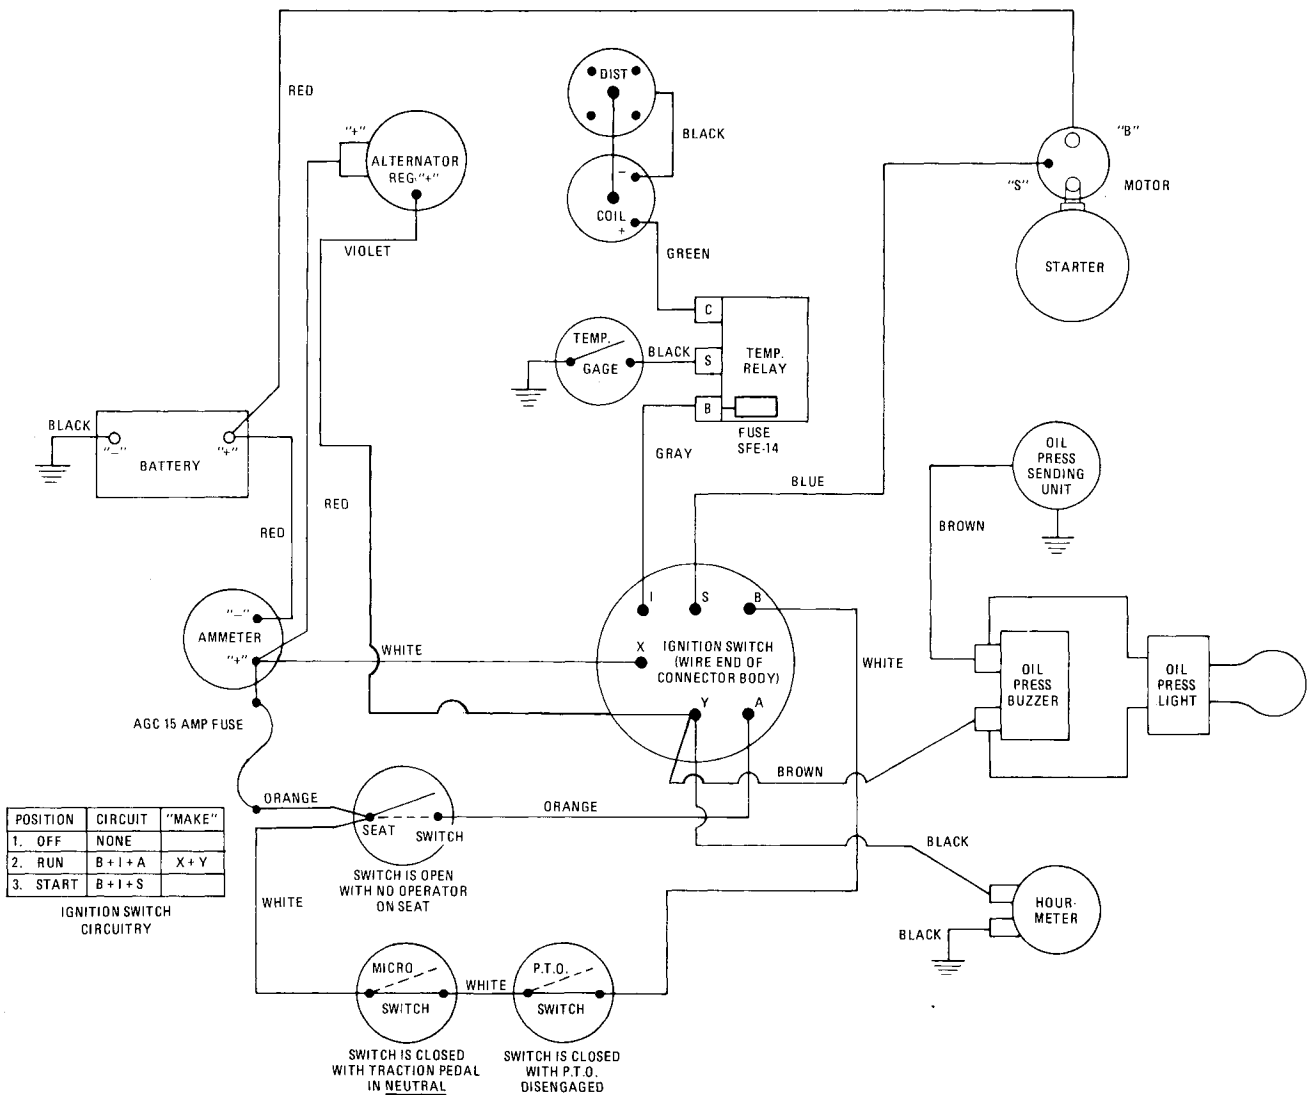 RED
DIST
BLACK
"+"
ALTERNATOR
REG."+"
"B"
"S"
MOTOR
−
COIL
+
VIOLET
GREEN
STARTER
C
TEMP.
GAGE
BLACK
S
TEMP.
RELAY
B
FUSE
SFE-14
BLACK
"−"
"+"
BATTERY
GRAY
OIL
PRESS
SENDING
UNIT
BLUE
RED
RED
BROWN
I
S
B
"−"
AMMETER
"+"
WHITE
X
IGNITION SWITCH
(WIRE END OF
CONNECTOR BODY)
WHITE
OIL
PRESS
BUZZER
OIL
PRESS
LIGHT
Y
A
AGC 15 AMP FUSE
BROWN
ORANGE
ORANGE
SEAT
SWITCH
SWITCH IS OPEN
WITH NO OPERATOR
ON SEAT
POSITION CIRCUIT "MAKE"
1. OFF NONE
2. RUN B + I + A X + Y
3. START B + I + S
IGNITION SWITCH
CIRCUITRY
BLACK
WHITE
HOUR-
METER
BLACK
MICRO
SWITCH
WHITE
P.T.O.
SWITCH
SWITCH IS CLOSED
WITH TRACTION PEDAL
IN NEUTRAL
SWITCH IS CLOSED
WITH P.T.O.
DISENGAGED